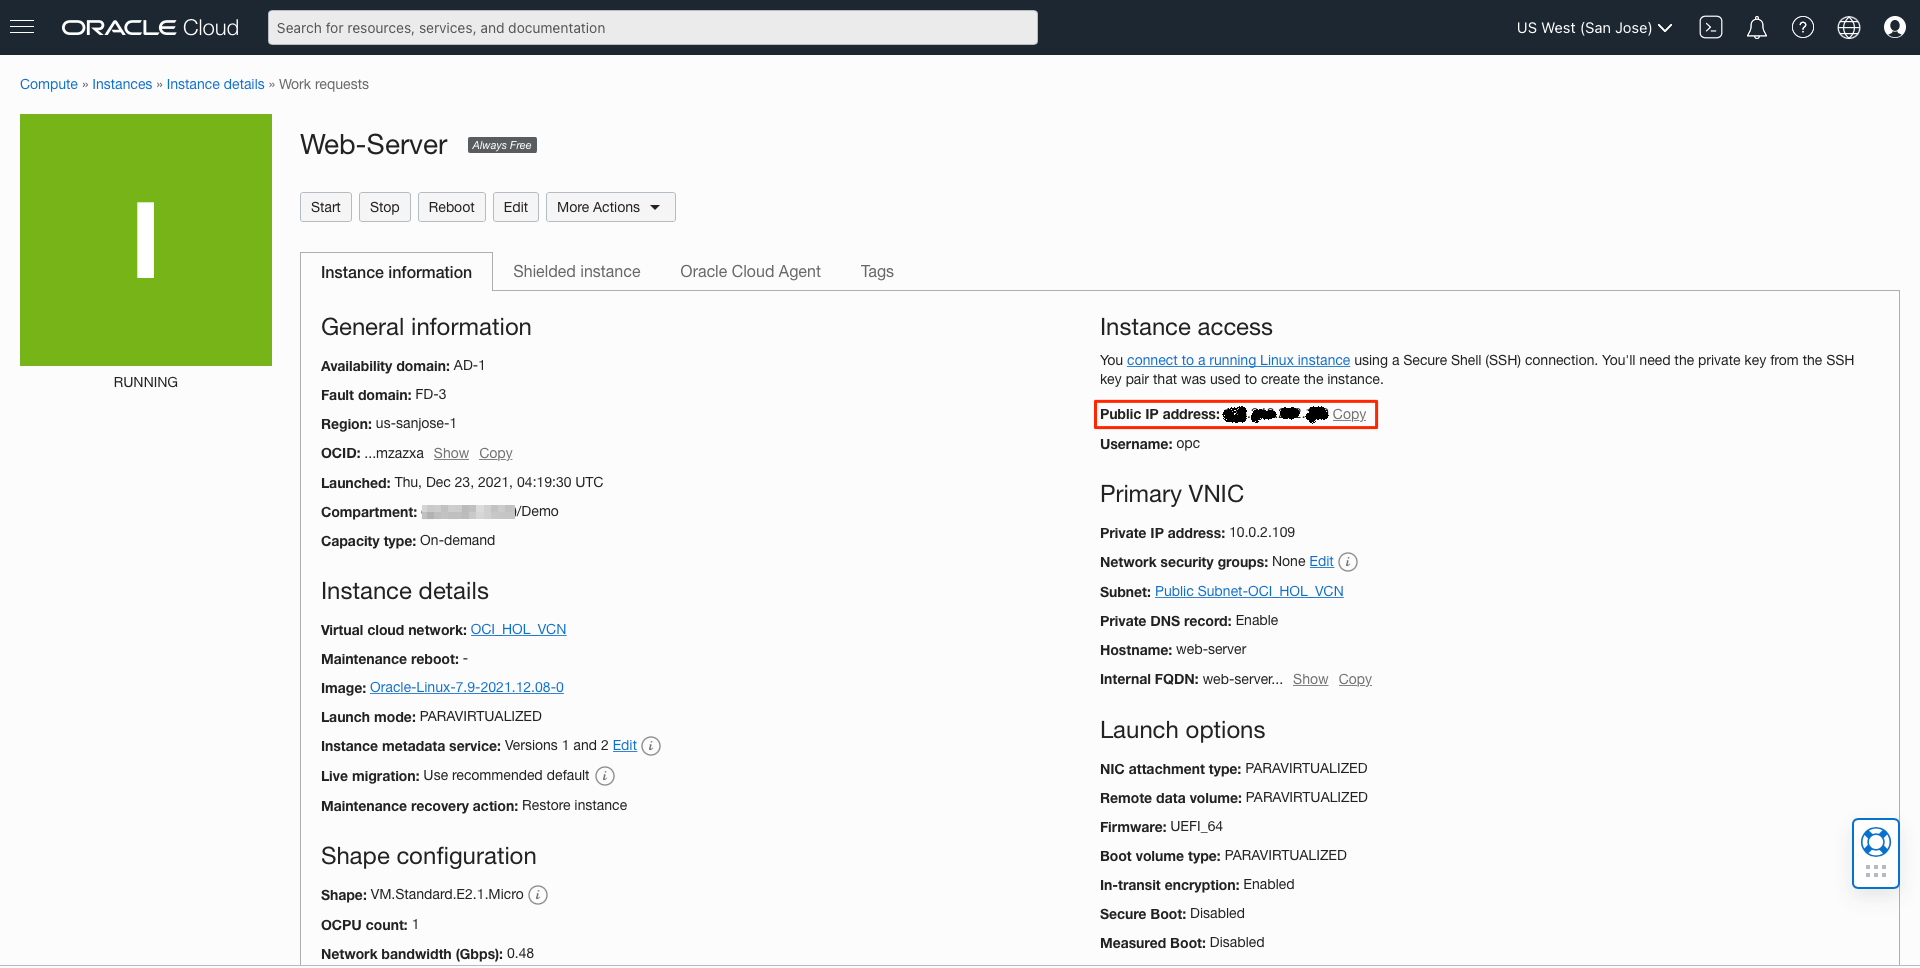 ORACLE Cloud
Search for resources, services, and documentation
US West (San Jose)
Compute » Instances » Instance details » Work requests
I
RUNNING
Web-Server Always Free
Start Stop Reboot Edit More Actions
Instance information Shielded instance Oracle Cloud Agent Tags
General information
Availability domain: AD-1
Fault domain: FD-3
Region: us-sanjose-1
OCID: ...mzazxa Show Copy
Launched: Thu, Dec 23, 2021, 04:19:30 UTC
Compartment: /Demo
Capacity type: On-demand
Instance details
Virtual cloud network: OCI_HOL_VCN
Maintenance reboot: -
Image: Oracle-Linux-7.9-2021.12.08-0
Launch mode: PARAVIRTUALIZED
Instance metadata service: Versions 1 and 2 Edit
Live migration: Use recommended default
Maintenance recovery action: Restore instance
Shape configuration
Shape: VM.Standard.E2.1.Micro
OCPU count: 1
Network bandwidth (Gbps): 0.48
Instance access
You connect to a running Linux instance using a Secure Shell (SSH) connection. You'll need the private key from the SSH
key pair that was used to create the instance.
Public IP address: Copy
Username: opc
Primary VNIC
Private IP address: 10.0.2.109
Network security groups: None Edit
Subnet: Public Subnet-OCI_HOL_VCN
Private DNS record: Enable
Hostname: web-server
Internal FQDN: web-server... Show Copy
Launch options
NIC attachment type: PARAVIRTUALIZED
Remote data volume: PARAVIRTUALIZED
Firmware: UEFI_64
Boot volume type: PARAVIRTUALIZED
In-transit encryption: Enabled
Secure Boot: Disabled
Measured Boot: Disabled